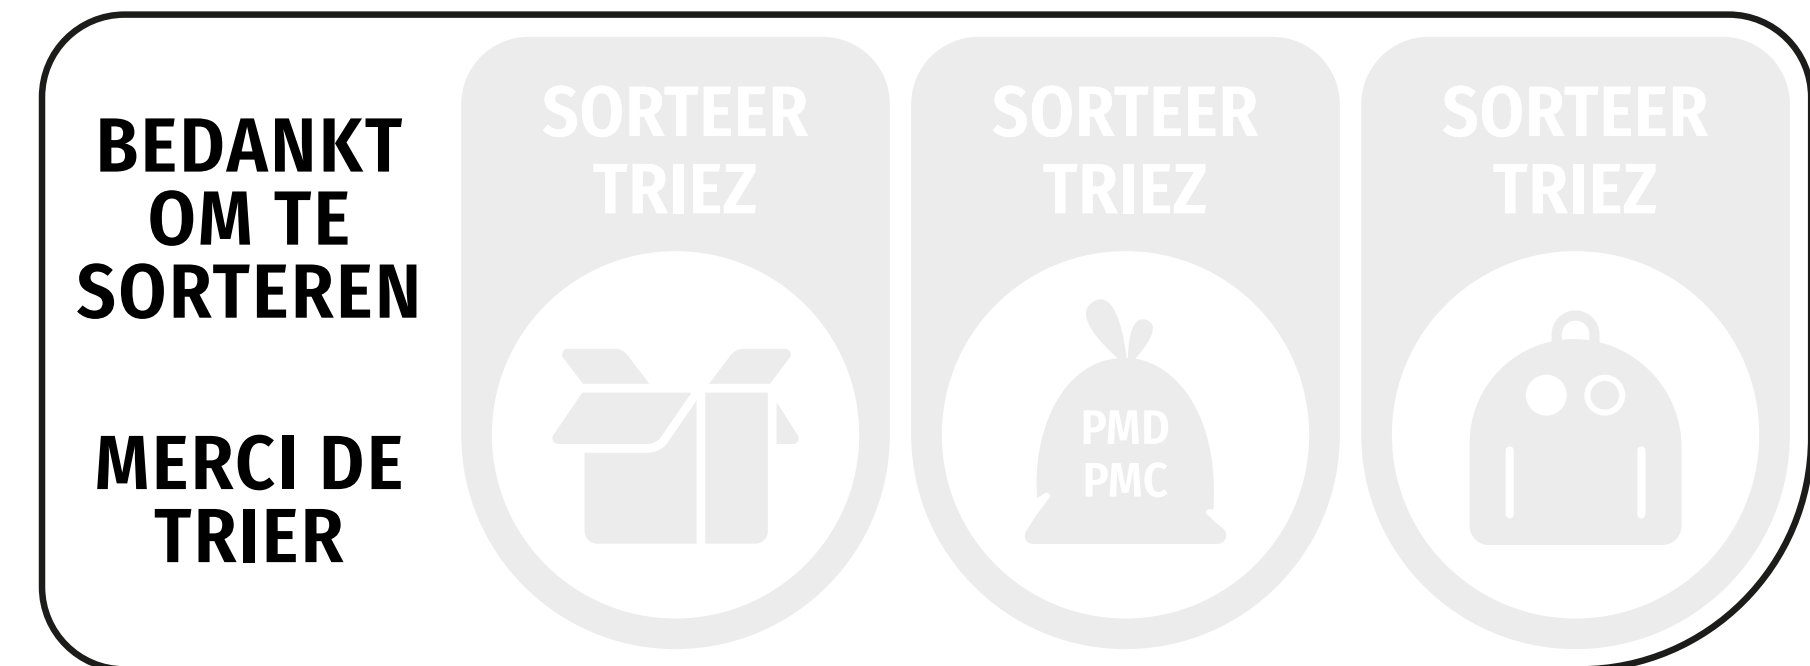 BEDANKT
OM TE
SORTEREN
MERCI DE
TRIER
SORTEER
TRIEZ
SORTEER
TRIEZ
PMD
PMC
SORTEER
TRIEZ